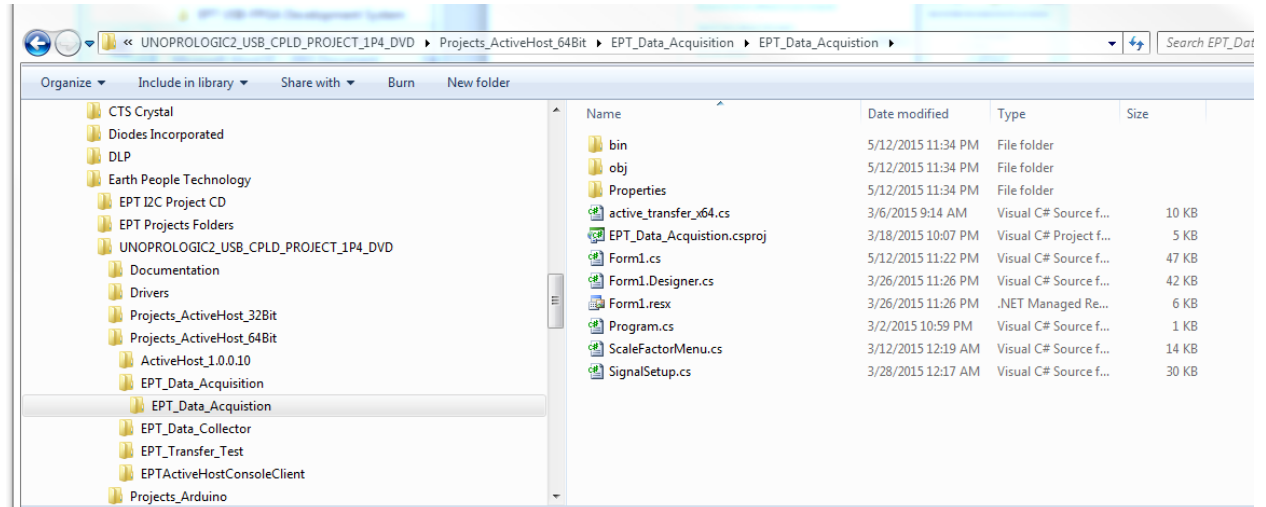 EPT USB-FPGA Development System
« UNOPROLOGIC2_USB_CPLD_PROJECT_1P4_DVD Projects_ActiveHost_64Bit EPT_Data_Acquisition EPT_Data_Acquistion Search EPT_Dat
Organize Include in library Share with Burn New folder
CTS Crystal
Diodes Incorporated
DLP
Earth People Technology
EPT I2C Project CD
EPT Projects Folders
UNOPROLOGIC2_USB_CPLD_PROJECT_1P4_DVD
Documentation
Drivers
Projects_ActiveHost_32Bit
Projects_ActiveHost_64Bit
ActiveHost_1.0.0.10
EPT_Data_Acquisition
EPT_Data_Acquistion
EPT_Data_Collector
EPT_Transfer_Test
EPTActiveHostConsoleClient
Projects_Arduino
Name Date modified Type Size
bin 5/12/2015 11:34 PM File folder
obj 5/12/2015 11:34 PM File folder
Properties 5/12/2015 11:34 PM File folder
active_transfer_x64.cs 3/6/2015 9:14 AM Visual C# Source f... 10 KB
EPT_Data_Acquistion.csproj 3/18/2015 10:07 PM Visual C# Project f... 5 KB
Form1.cs 5/12/2015 11:22 PM Visual C# Source f... 47 KB
Form1.Designer.cs 3/26/2015 11:26 PM Visual C# Source f... 42 KB
Form1.resx 3/26/2015 11:26 PM .NET Managed Re... 6 KB
Program.cs 3/2/2015 10:59 PM Visual C# Source f... 1 KB
ScaleFactorMenu.cs 3/12/2015 12:19 AM Visual C# Source f... 14 KB
SignalSetup.cs 3/28/2015 12:17 AM Visual C# Source f... 30 KB